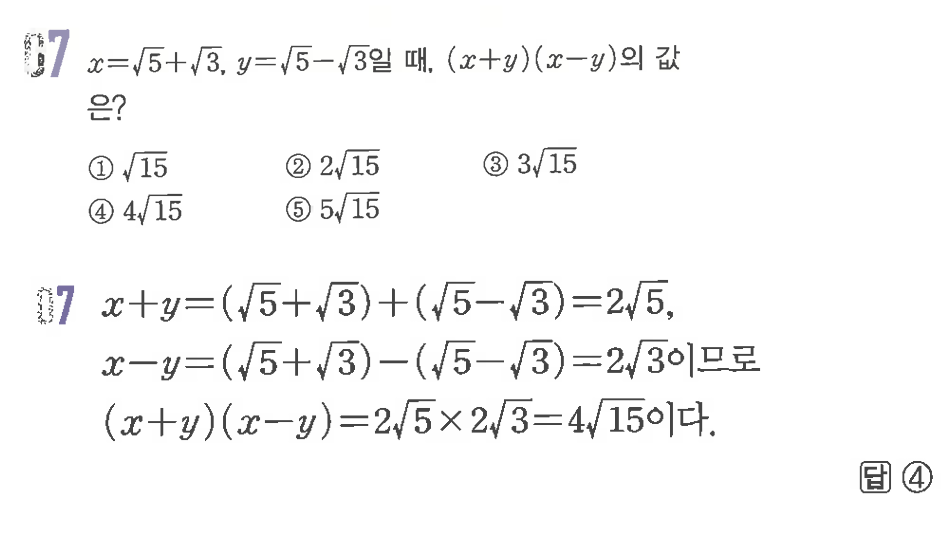 07 x=√5+√3, y=√5-√3일 때, (x+y)(x-y)의 값
은?
① √15 ② 2√15 ③ 3√15
④ 4√15 ⑤ 5√15
07 x+y=(√5+√3)+(√5-√3)=2√5,
x-y=(√5+√3)-(√5-√3)=2√3이므로
(x+y)(x-y)=2√5×2√3=4√15이다.
답 ④